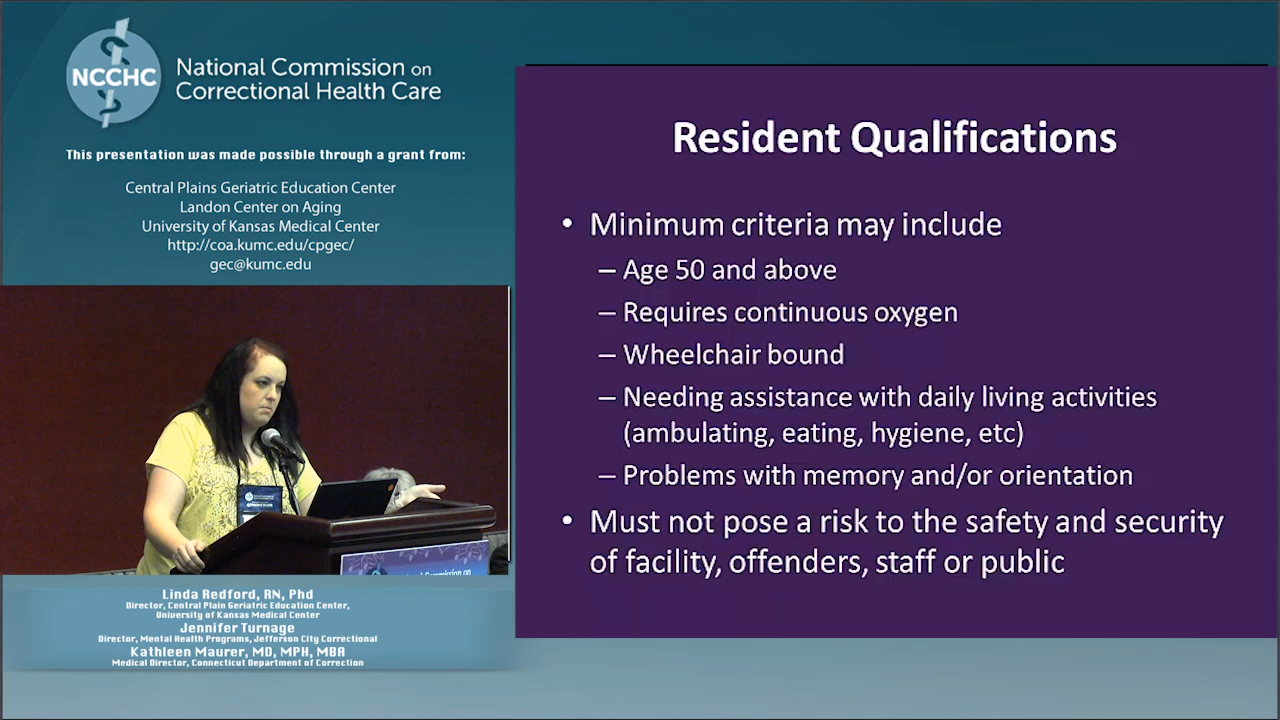 NCCHC
National Commission on
Correctional Health Care
This presentation was made possible through a grant from:
Central Plains Geriatric Education Center
Landon Center on Aging
University of Kansas Medical Center
http://coa.kumc.edu/cpgec/
gec@kumc.edu
Linda Redford, RN, Phd
Director, Central Plain Geriatric Education Center,
University of Kansas Medical Center
Jennifer Turnage
Director, Mental Health Programs, Jefferson City Correctional
Kathleen Maurer, MD, MPH, MBA
Medical Director, Connecticut Department of Correction
Resident Qualifications
• Minimum criteria may include
– Age 50 and above
– Requires continuous oxygen
– Wheelchair bound
– Needing assistance with daily living activities
(ambulating, eating, hygiene, etc)
– Problems with memory and/or orientation
• Must not pose a risk to the safety and security
of facility, offenders, staff or public